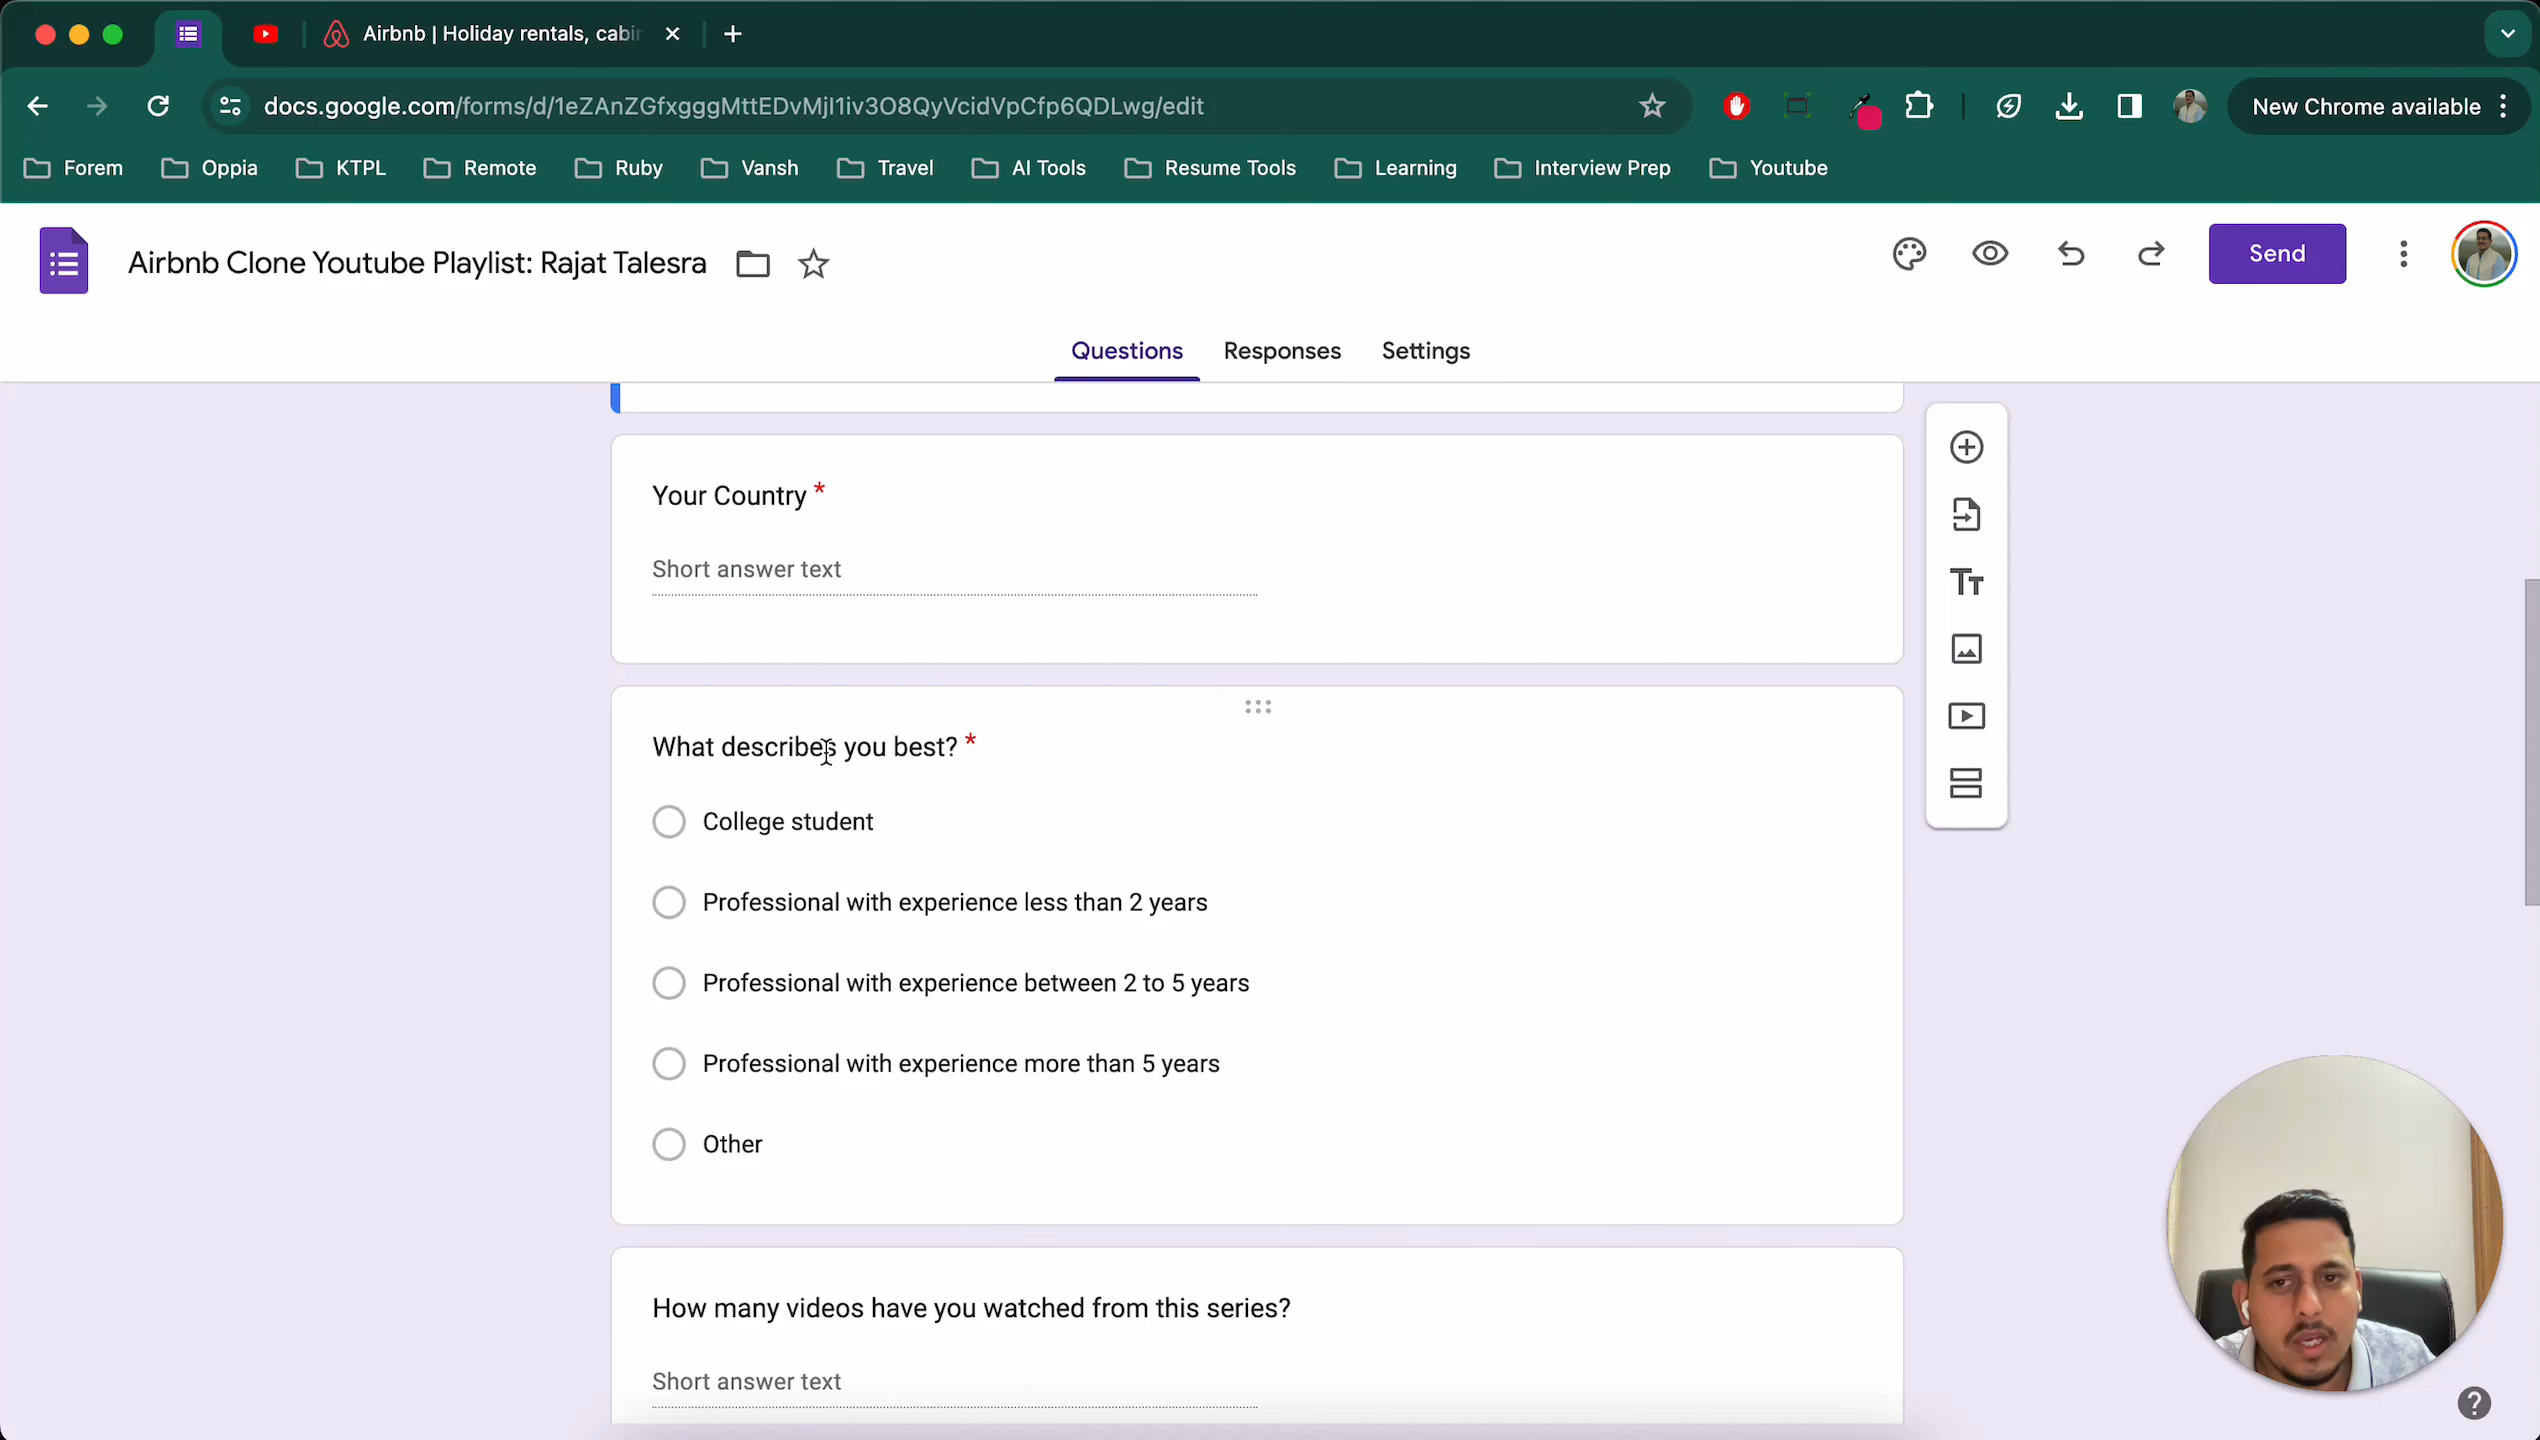 Airbnb | Holiday rentals, cabin
docs.google.com/forms/d/1eZAnZGfxgggMttEDvMjI1iv3O8QyVcidVpCfp6QDLwg/edit
New Chrome available
Forem
Oppia
KTPL
Remote
Ruby
Vansh
Travel
AI Tools
Resume Tools
Learning
Interview Prep
Youtube
Airbnb Clone Youtube Playlist: Rajat Talesra
Send
Questions
Responses
Settings
Your Country *
Short answer text
What describes you best? *
College student
Professional with experience less than 2 years
Professional with experience between 2 to 5 years
Professional with experience more than 5 years
Other
How many videos have you watched from this series?
Short answer text